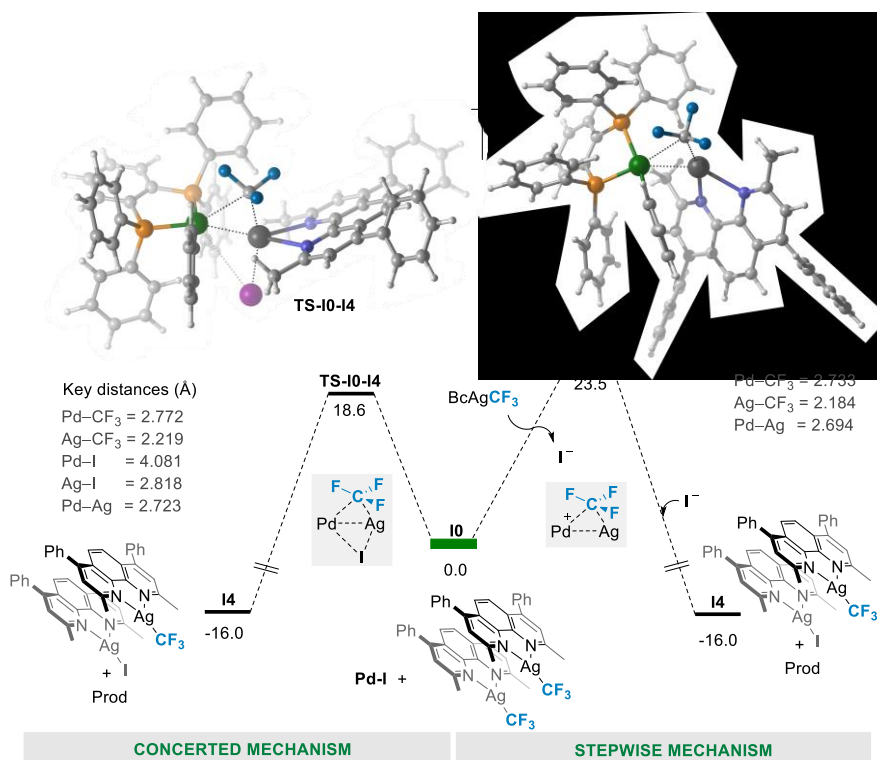 TS-I0-I4
Key distances (Å)
Pd–CF3 = 2.772
Ag–CF3 = 2.219
Pd–I = 4.081
Ag–I = 2.818
Pd–Ag = 2.723
TS-I0-I4
18.6
BcAgCF3
I–
23.5
Pd–CF3 = 2.733
Ag–CF3 = 2.184
Pd–Ag = 2.694
F
F
C
F
Pd
Ag
I
I0
0.0
F
F
C
F
+
Pd
Ag
I–
Ph
Ph
N
N
Ag
CF3
N
N
Ag
I
+
Prod
I4
-16.0
Pd-I +
Ph
Ph
Ph
N
N
Ag
CF3
N
N
Ag
CF3
I4
-16.0
Ph
Ph
N
N
Ag
CF3
N
N
Ag
I
+
Prod
CONCERTED MECHANISM
STEPWISE MECHANISM